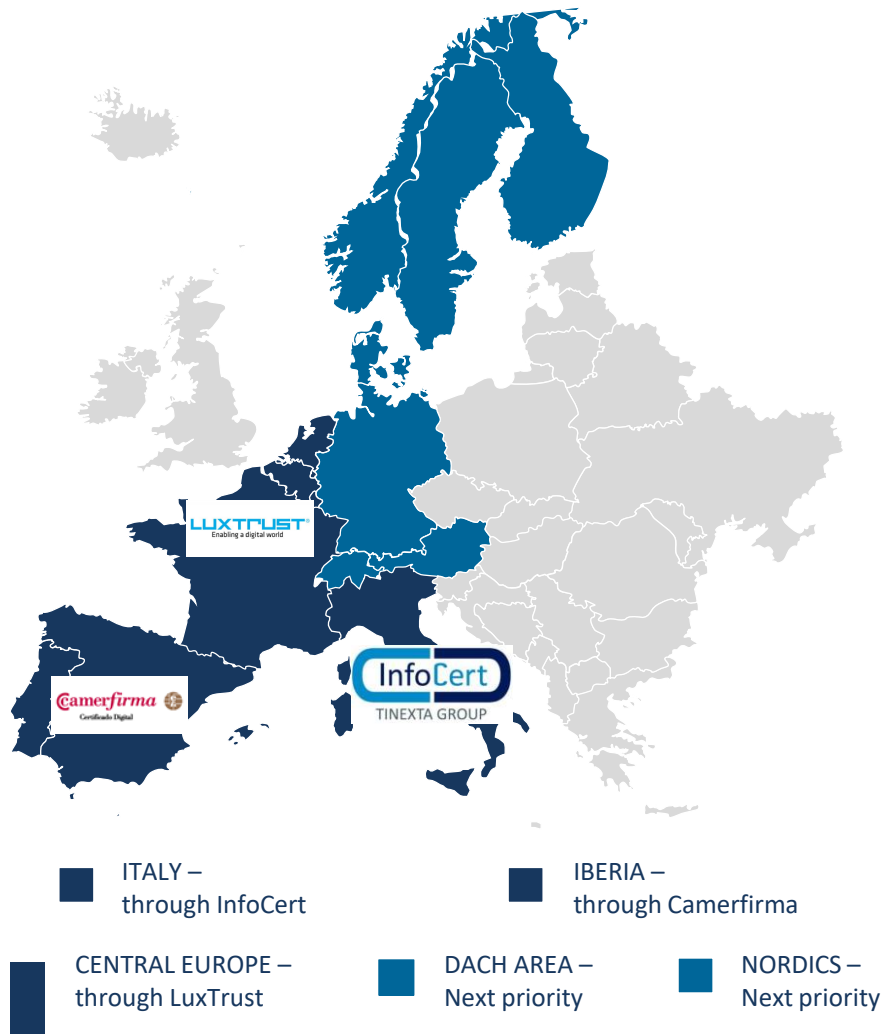 LUXTRUST®
Enabling a digital world
InfoCert
TINEXTA GROUP
Camerfirma
Certificado Digital
ITALY –
through InfoCert
IBERIA –
through Camerfirma
CENTRAL EUROPE –
through LuxTrust
DACH AREA –
Next priority
NORDICS –
Next priority